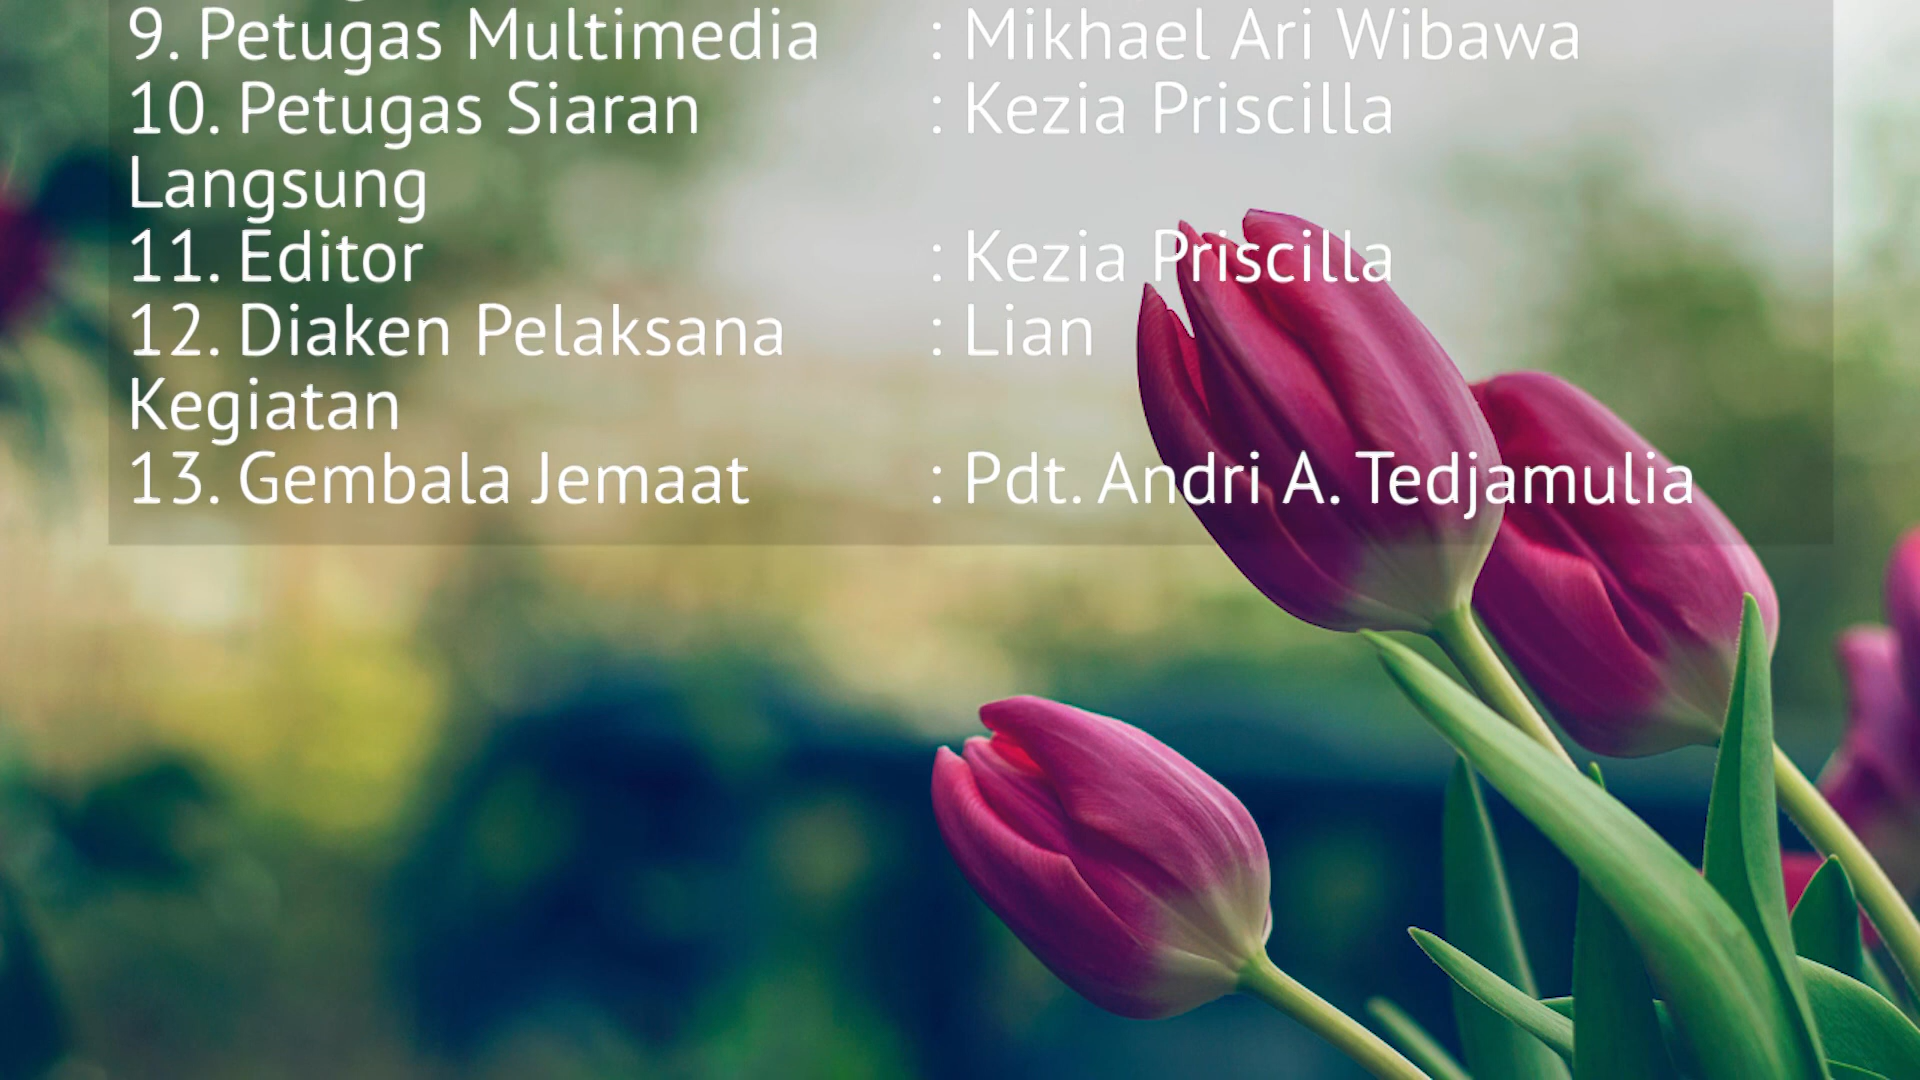 9. Petugas Multimedia : Mikhael Ari Wibawa
10. Petugas Siaran : Kezia Priscilla
Langsung
11. Editor : Kezia Priscilla
12. Diaken Pelaksana : Lian
Kegiatan
13. Gembala Jemaat : Pdt. Andri A. Tedjamulia